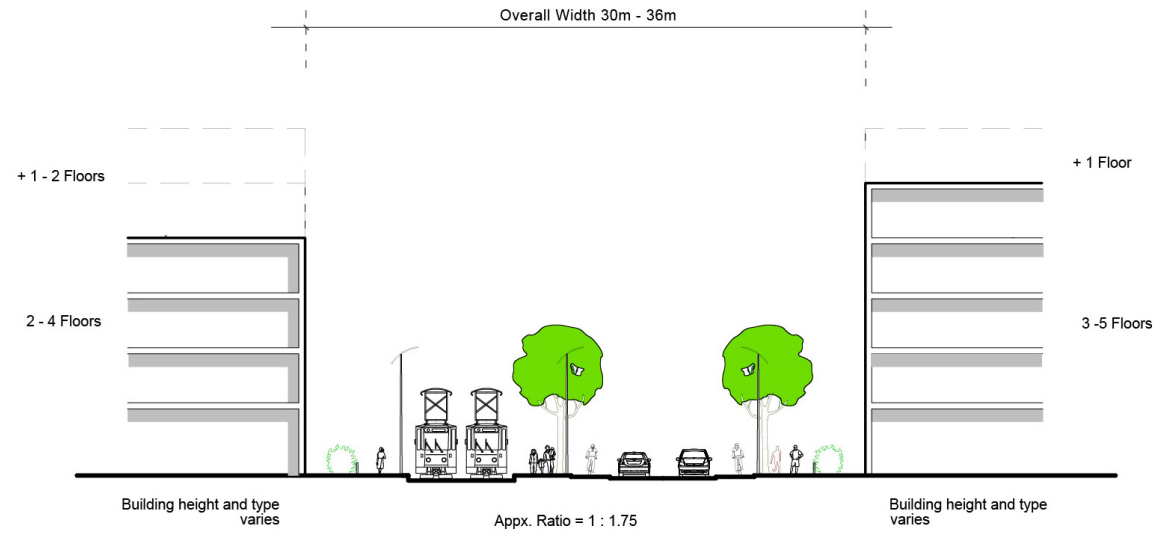 Overall Width 30m - 36m
+ 1 - 2 Floors
+ 1 Floor
2 - 4 Floors
3 -5 Floors
Building height and type
varies
Appx. Ratio = 1 : 1.75
Building height and type
varies